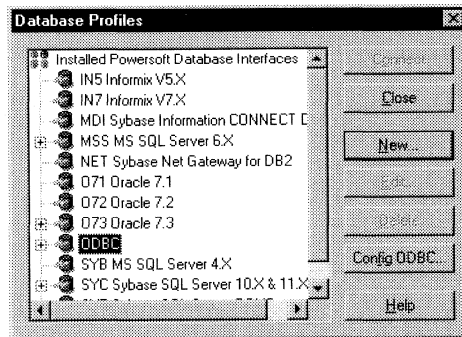 Database Profiles
Installed Powersoft Database Interfaces
IN5 Informix V5.X
IN7 Informix V7.X
MDI Sybase Information CONNECT D
MSS MS SQL Server 6.X
NET Sybase Net Gateway for DB2
O71 Oracle 7.1
O72 Oracle 7.2
O73 Oracle 7.3
ODBC
SYB MS SQL Server 4.X
SYC Sybase SQL Server 10.X & 11.X
Connect
Close
New...
Edit...
Delete
Config ODBC...
Help